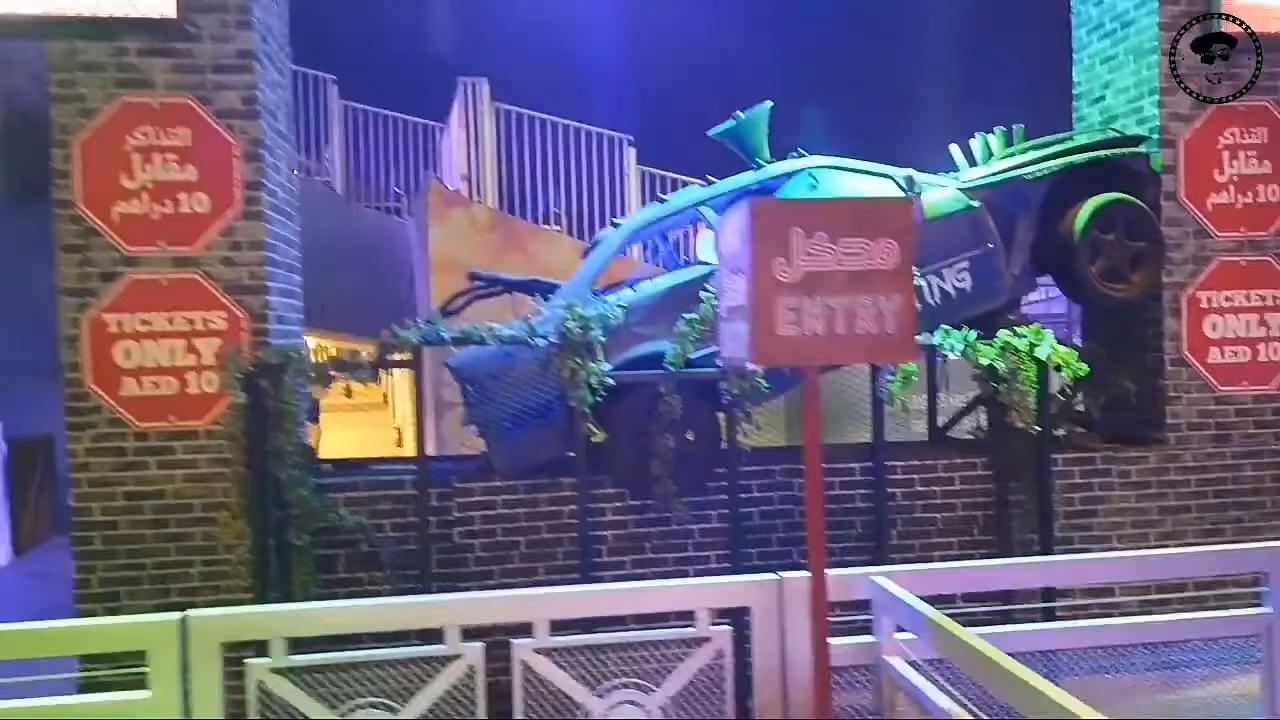 التذاكر
مقابل
10 دراهم
TICKETS
ONLY
AED 10
مدخل
ENTRY
التذاكر
مقابل
10 دراهم
TICKETS
ONLY
AED 10